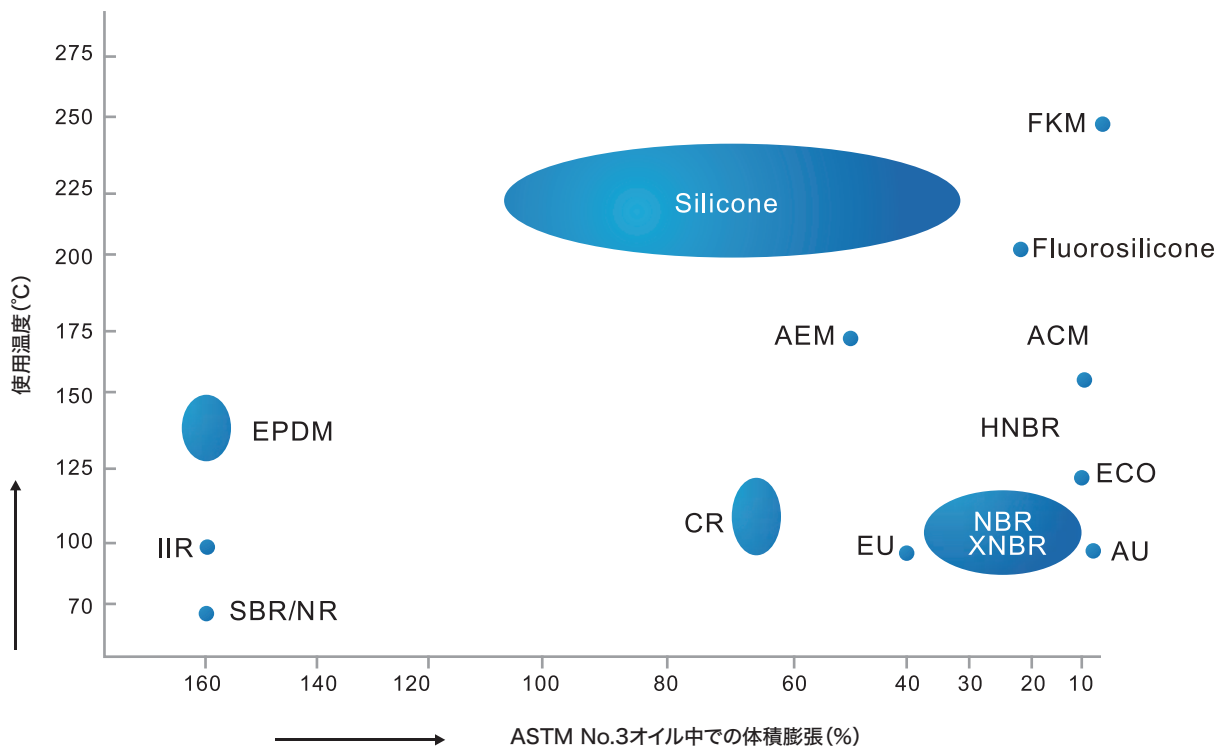 275
250
225
200
175
150
125
100
70
使用温度(℃)
FKM
Silicone
Fluorosilicone
AEM
ACM
EPDM
HNBR
ECO
CR
NBR
XNBR
IIR
EU
AU
SBR/NR
160 140 120 100 80 60 40 30 20 10
ASTM No.3オイル中での体積膨張(%)